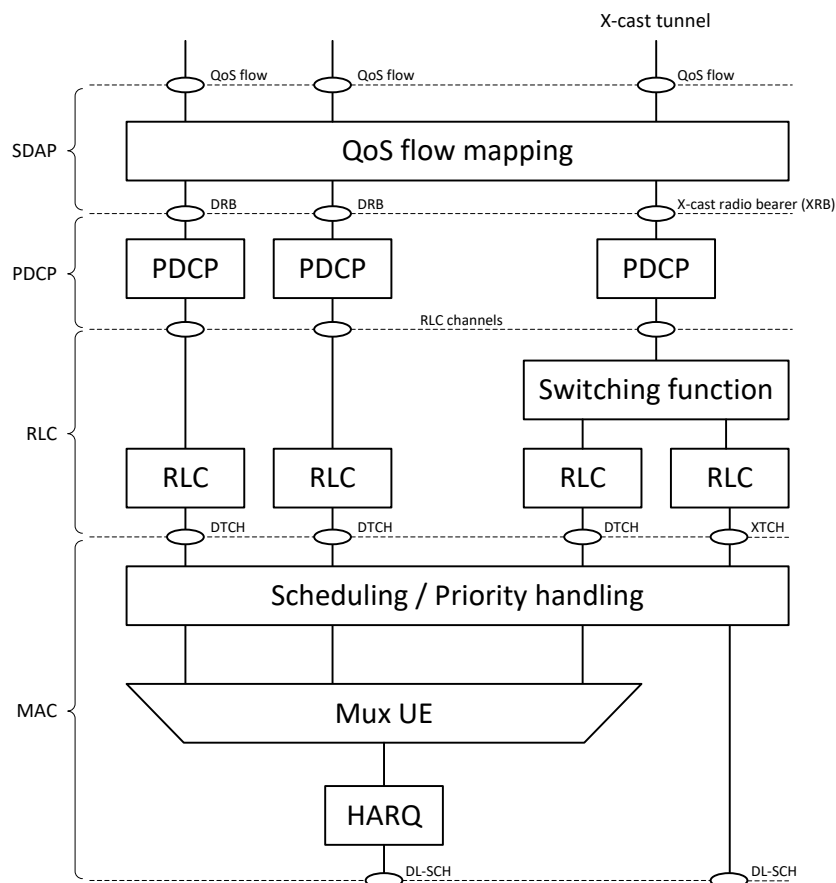 X-cast tunnel
QoS flow QoS flow QoS flow
SDAP
QoS flow mapping
DRB DRB X-cast radio bearer (XRB)
PDCP
PDCP PDCP PDCP
RLC channels
Switching function
RLC
RLC RLC RLC RLC
DTCH DTCH DTCH XTCH
Scheduling / Priority handling
MAC
Mux UE
HARQ
DL-SCH DL-SCH